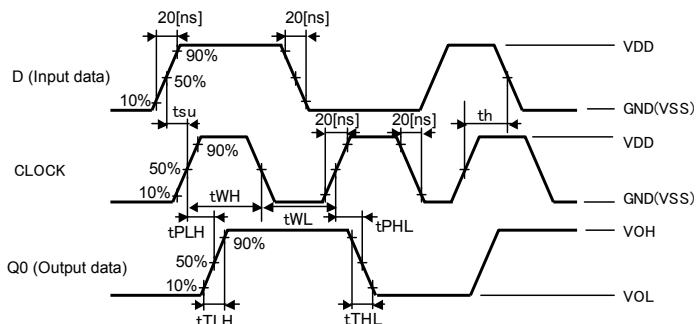 20[ns]
20[ns]
90%
VDD
D (Input data)
50%
10%
tsu
20[ns]
20[ns]
th
GND(VSS)
VDD
90%
CLOCK
50%
10%
tWH
tWL
GND(VSS)
tPLH
tPHL
90%
VOH
Q0 (Output data)
50%
10%
VOL
tTLH
tTHL